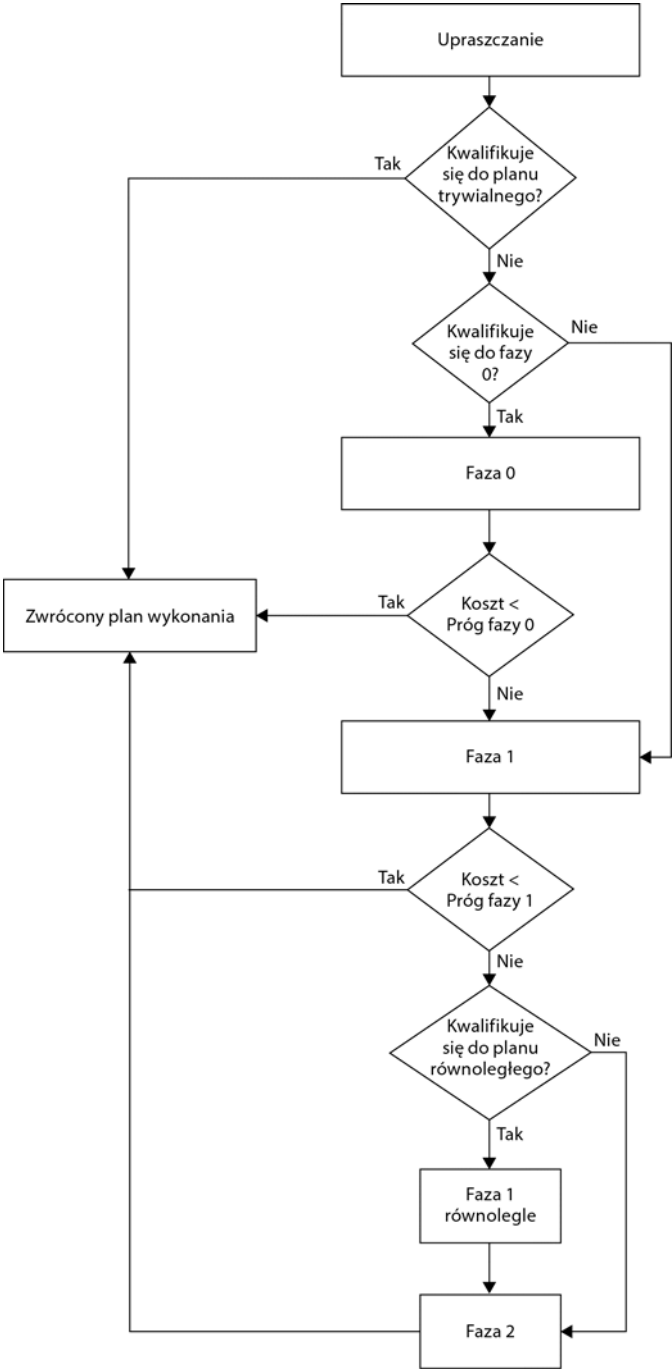 Upraszczanie
Kwalifikuje
się do planu
trywialnego?
Tak
Nie
Kwalifikuje
się do fazy
0?
Nie
Tak
Faza 0
Zwrócony plan wykonania
Tak
Koszt <
Próg fazy 0
Nie
Faza 1
Tak
Koszt <
Próg fazy 1
Nie
Kwalifikuje
się do planu
równoległego?
Nie
Tak
Faza 1
równolegle
Faza 2